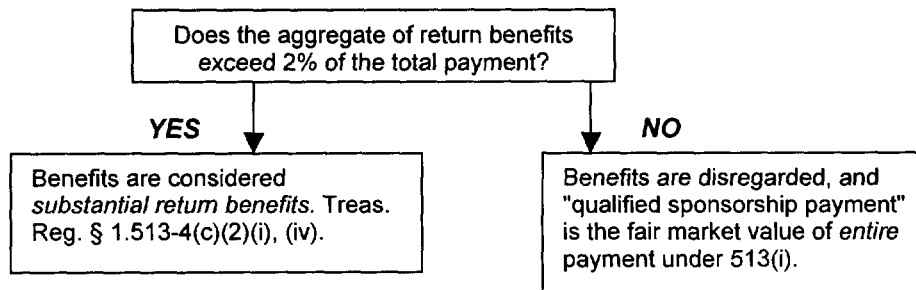 Does the aggregate of return benefits
exceed 2% of the total payment?
YES
NO
Benefits are considered
substantial return benefits. Treas.
Reg. § 1.513-4(c)(2)(i), (iv).
Benefits are disregarded, and
"qualified sponsorship payment"
is the fair market value of entire
payment under 513(i).